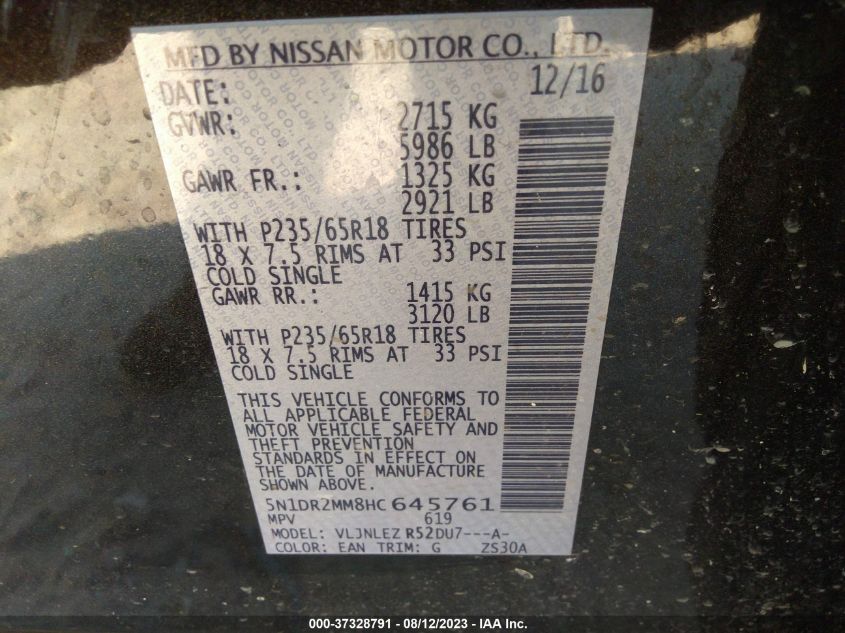 MFD BY NISSAN MOTOR CO., LTD.
DATE: 12/16
GVWR: 2715 KG
5986 LB
GAWR FR.: 1325 KG
2921 LB
WITH P235/65R18 TIRES
18 X 7.5 RIMS AT 33 PSI
COLD SINGLE
GAWR RR.: 1415 KG
3120 LB
WITH P235/65R18 TIRES
18 X 7.5 RIMS AT 33 PSI
COLD SINGLE
THIS VEHICLE CONFORMS TO
ALL APPLICABLE FEDERAL
MOTOR VEHICLE SAFETY AND
THEFT PREVENTION
STANDARDS IN EFFECT ON
THE DATE OF MANUFACTURE
SHOWN ABOVE.
5N1DR2MM8HC 645761
MPV 619
MODEL: VLJNLEZ R52DU7---A-
COLOR: EAN TRIM: G ZS30A
000-37328791 - 08/12/2023 - IAA Inc.